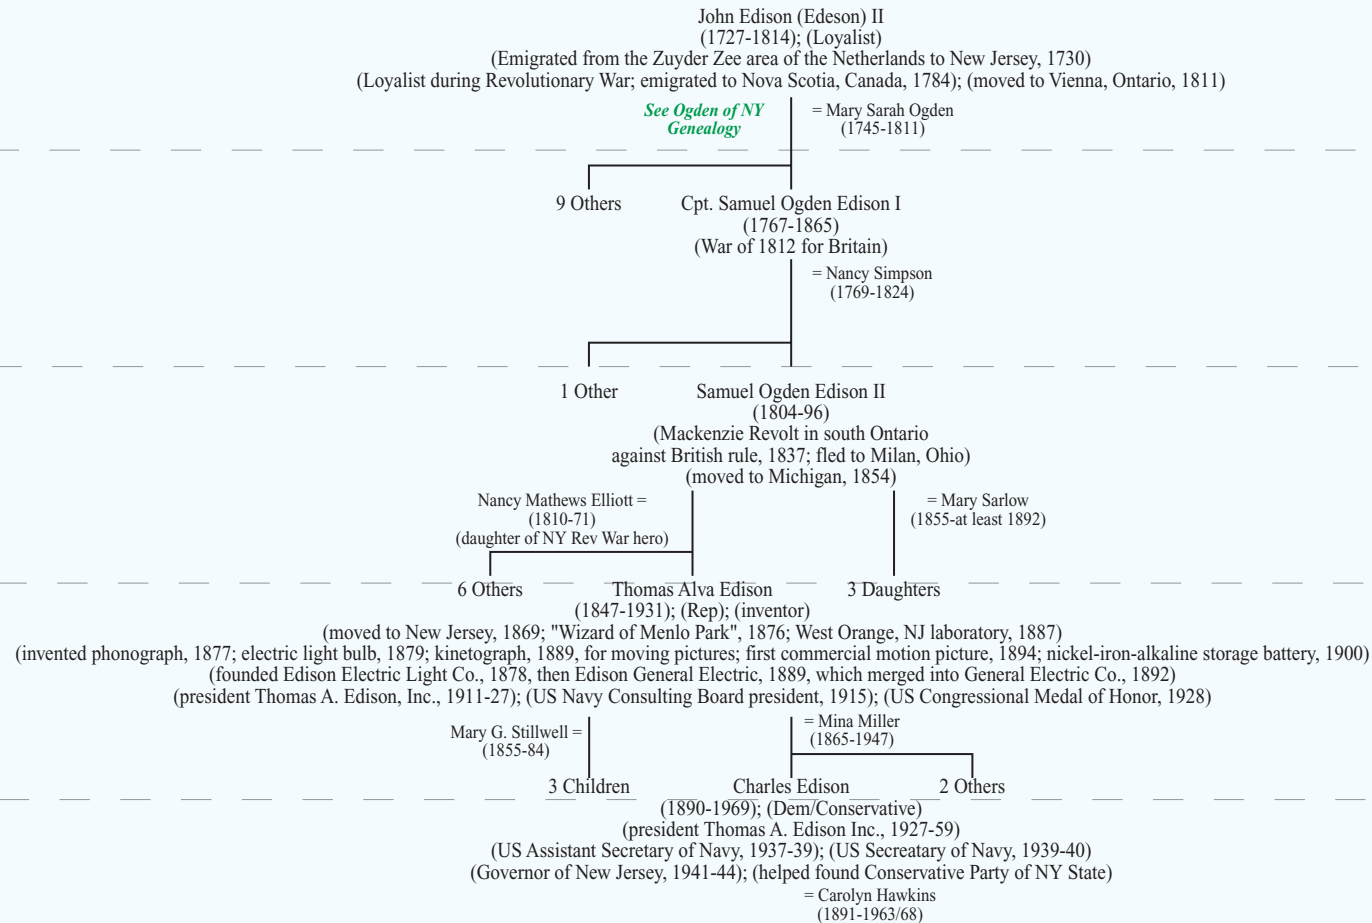 John Edison (Edeson) II
(1727-1814); (Loyalist)
(Emigrated from the Zuyder Zee area of the Netherlands to New Jersey, 1730)
(Loyalist during Revolutionary War; emigrated to Nova Scotia, Canada, 1784); (moved to Vienna, Ontario, 1811)
See Ogden of NY
Genealogy
= Mary Sarah Ogden
(1745-1811)
9 Others
Cpt. Samuel Ogden Edison I
(1767-1865)
(War of 1812 for Britain)
= Nancy Simpson
(1769-1824)
1 Other
Samuel Ogden Edison II
(1804-96)
(Mackenzie Revolt in south Ontario
against British rule, 1837; fled to Milan, Ohio)
(moved to Michigan, 1854)
Nancy Mathews Elliott =
(1810-71)
(daughter of NY Rev War hero)
= Mary Sarlow
(1855-at least 1892)
6 Others
Thomas Alva Edison
3 Daughters
(1847-1931); (Rep); (inventor)
(moved to New Jersey, 1869; "Wizard of Menlo Park", 1876; West Orange, NJ laboratory, 1887)
(invented phonograph, 1877; electric light bulb, 1879; kinetograph, 1889, for moving pictures; first commercial motion picture, 1894; nickel-iron-alkaline storage battery, 1900)
(founded Edison Electric Light Co., 1878, then Edison General Electric, 1889, which merged into General Electric Co., 1892)
(president Thomas A. Edison, Inc., 1911-27); (US Navy Consulting Board president, 1915); (US Congressional Medal of Honor, 1928)
Mary G. Stillwell =
(1855-84)
= Mina Miller
(1865-1947)
3 Children
Charles Edison
2 Others
(1890-1969); (Dem/Conservative)
(president Thomas A. Edison Inc., 1927-59)
(US Assistant Secretary of Navy, 1937-39); (US Secreatary of Navy, 1939-40)
(Governor of New Jersey, 1941-44); (helped found Conservative Party of NY State)
= Carolyn Hawkins
(1891-1963/68)